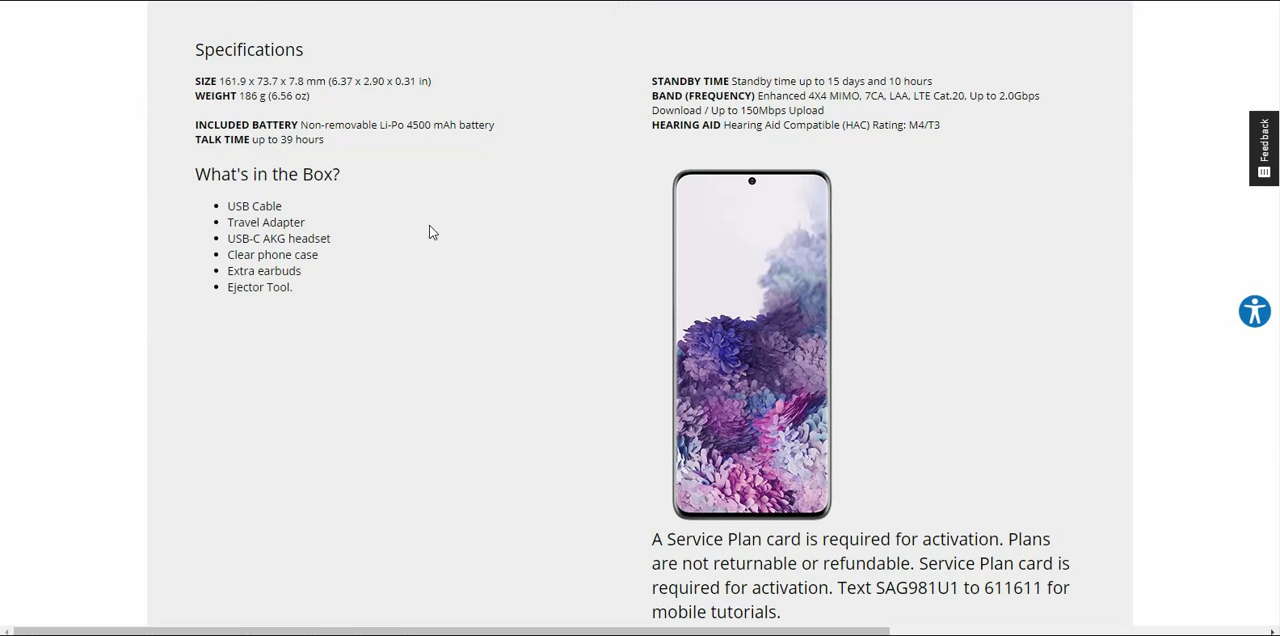 Specifications
SIZE 161.9 x 73.7 x 7.8 mm (6.37 x 2.90 x 0.31 in)
WEIGHT 186 g (6.56 oz)
INCLUDED BATTERY Non-removable Li-Po 4500 mAh battery
TALK TIME up to 39 hours
STANDBY TIME Standby time up to 15 days and 10 hours
BAND (FREQUENCY) Enhanced 4X4 MIMO, 7CA, LAA, LTE Cat.20, Up to 2.0Gbps
Download / Up to 150Mbps Upload
HEARING AID Hearing Aid Compatible (HAC) Rating: M4/T3
What's in the Box?
USB Cable
Travel Adapter
USB-C AKG headset
Clear phone case
Extra earbuds
Ejector Tool.
A Service Plan card is required for activation. Plans
are not returnable or refundable. Service Plan card is
required for activation. Text SAG981U1 to 611611 for
mobile tutorials.
Feedback